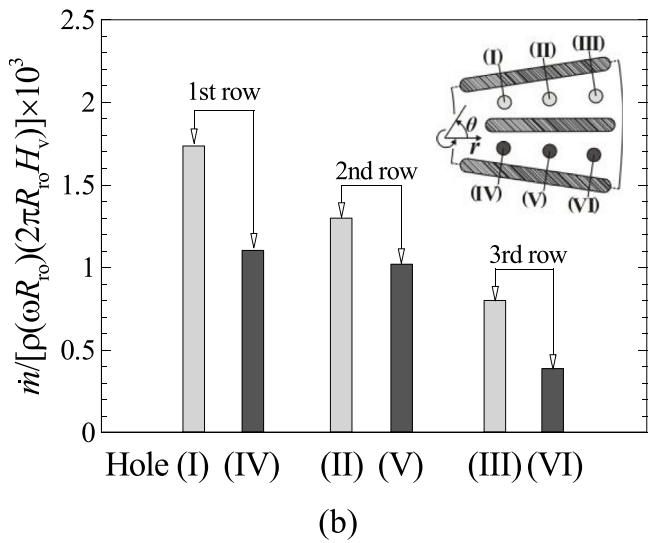 ṁ/[ρ(ωR_ro)(2πR_roH_v)]×10³
2.5
2
1.5
1
0.5
0
1st row
2nd row
3rd row
(I)
(II)
(III)
θ
r
(IV)
(V)
(VI)
Hole (I) (IV) (II) (V) (III) (VI)
(b)